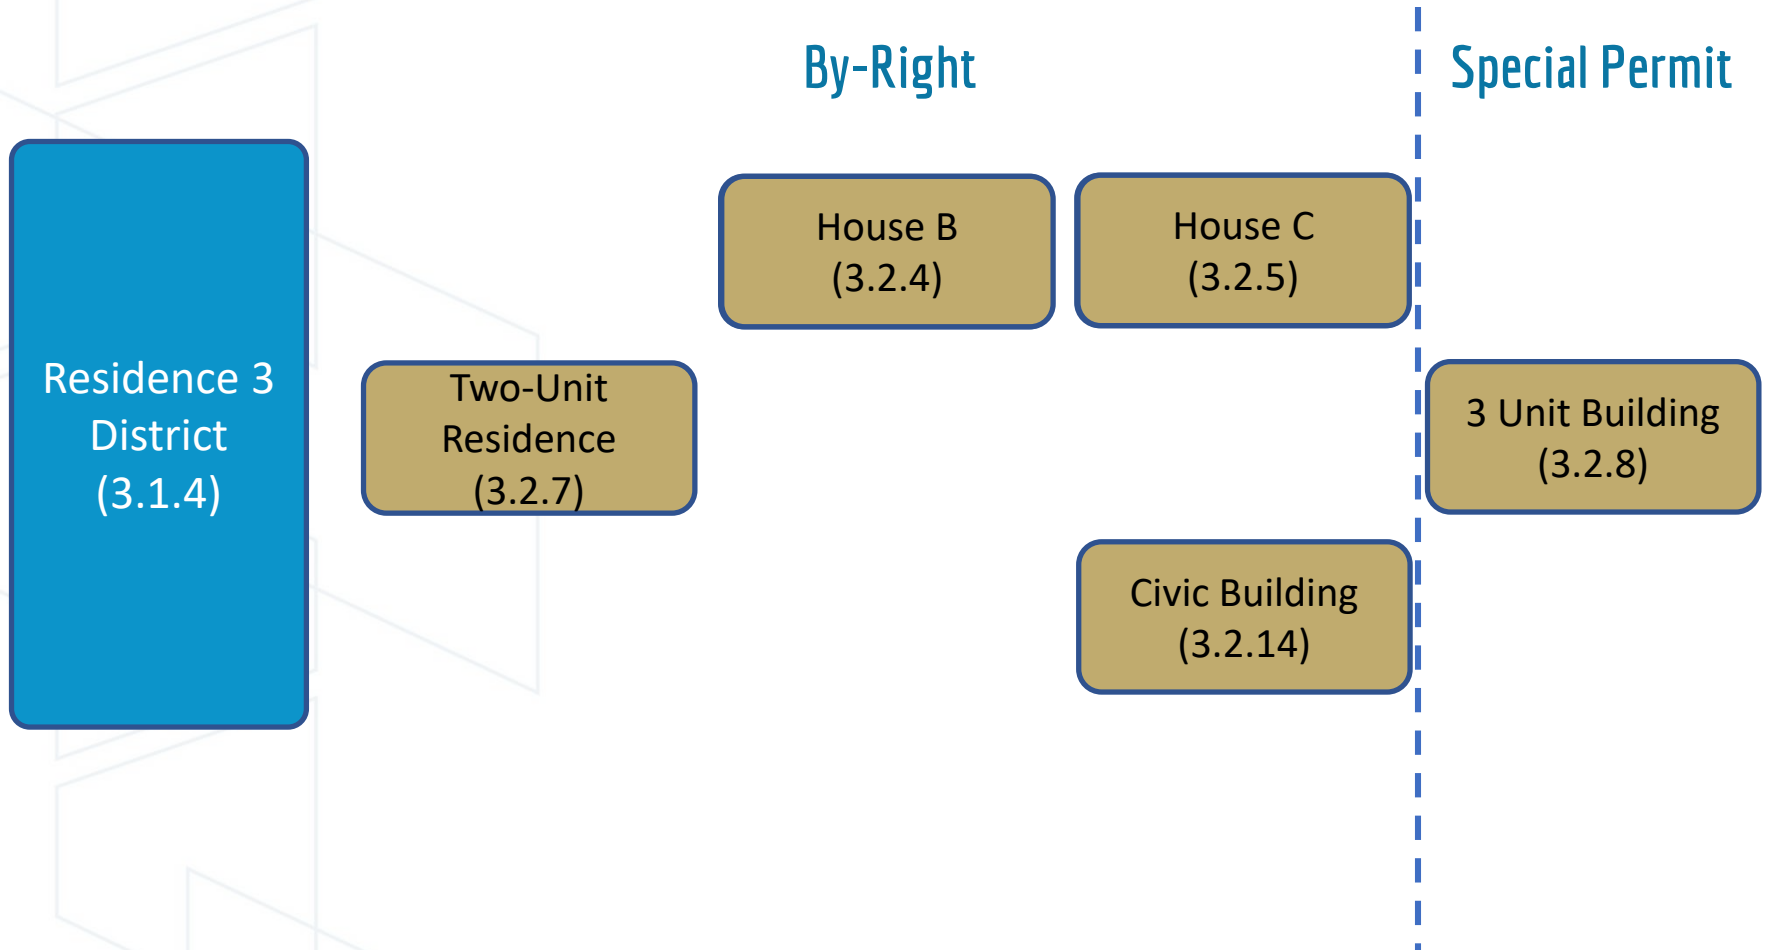 By-Right
Special Permit
Residence 3
District
(3.1.4)
Two-Unit
Residence
(3.2.7)
House B
(3.2.4)
House C
(3.2.5)
Civic Building
(3.2.14)
3 Unit Building
(3.2.8)